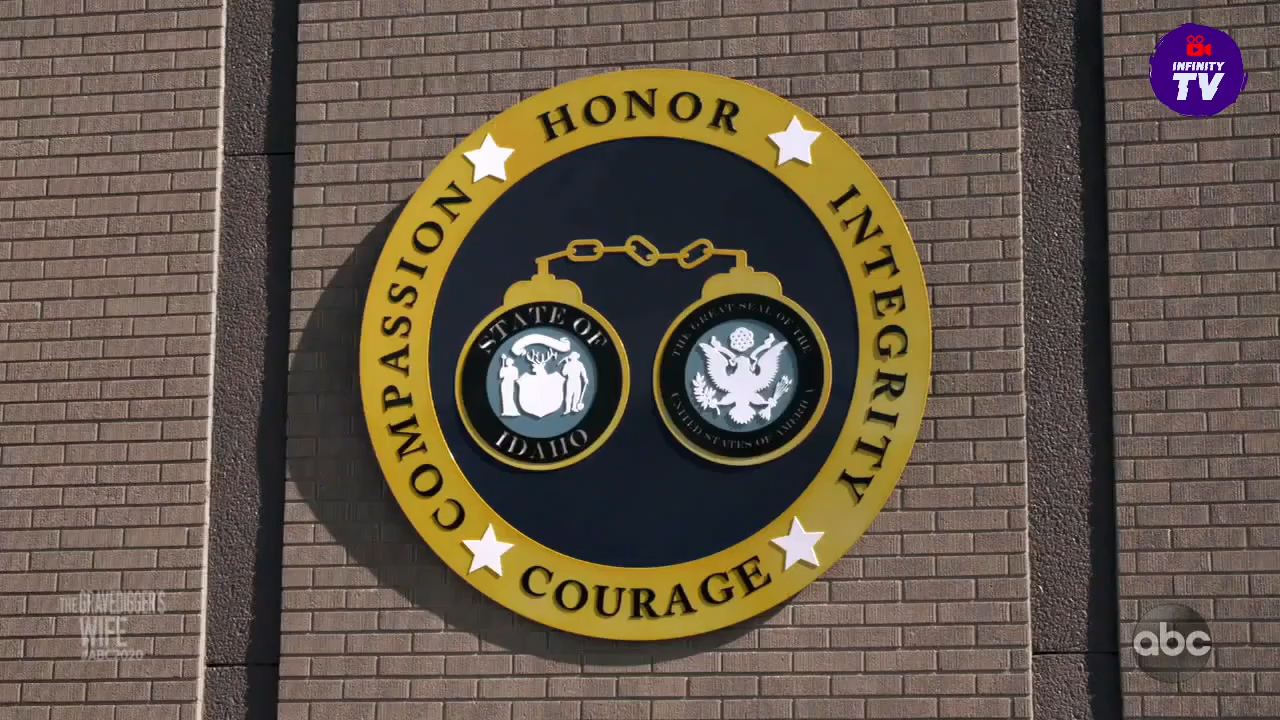 INFINITY
TV
HONOR
INTEGRITY
COURAGE
COMPASSION
STATE OF
IDAHO
THE GREAT SEAL OF THE
UNITED STATES OF AMERICA
THE GRAVEDIGGER'S
WIFE
#ABC2020
abc